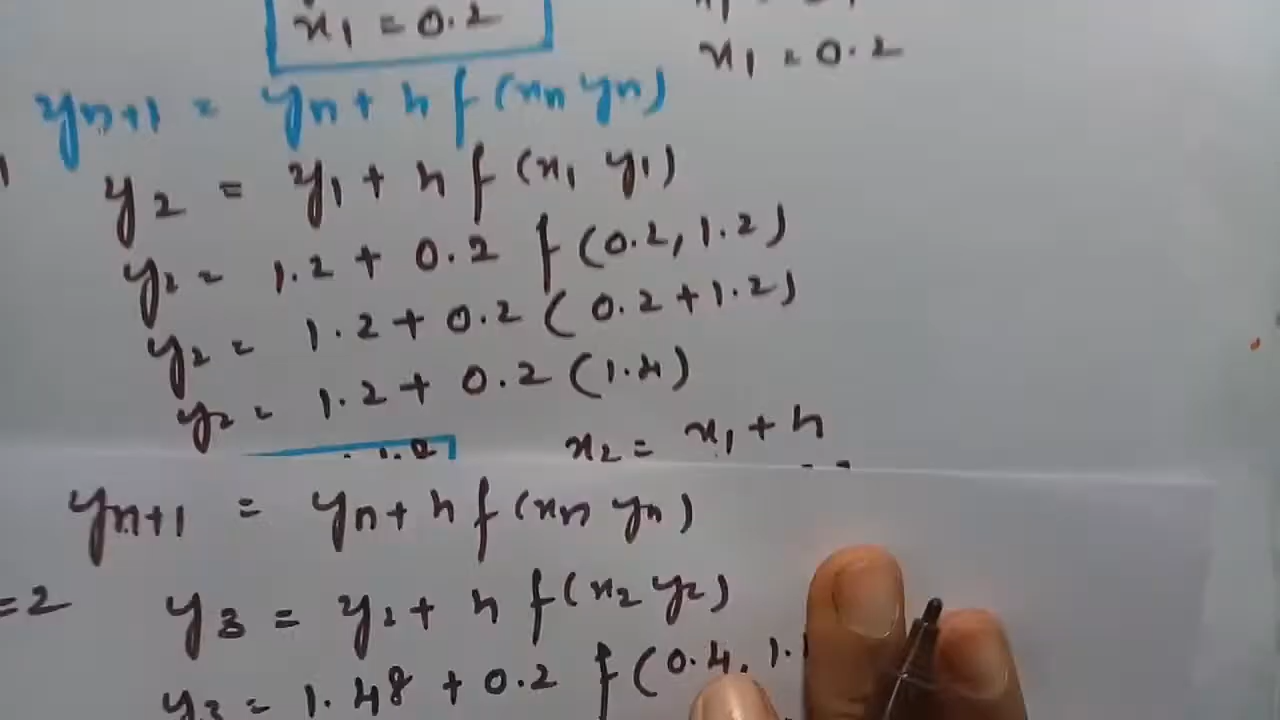 x1 = 0.2
x1 = 0.2
yn+1 = yn + h f(xn yn)
y2 = y1 + h f(x1 y1)
y2 = 1.2 + 0.2 f(0.2, 1.2)
y2 = 1.2 + 0.2 (0.2 + 1.2)
y2 = 1.2 + 0.2 (1.4)
x2 = x1 + h
yn+1 = yn + h f(xn yn)
=2 y3 = y2 + h f(x2 y2)
y3 = 1.48 + 0.2 f(0.4,